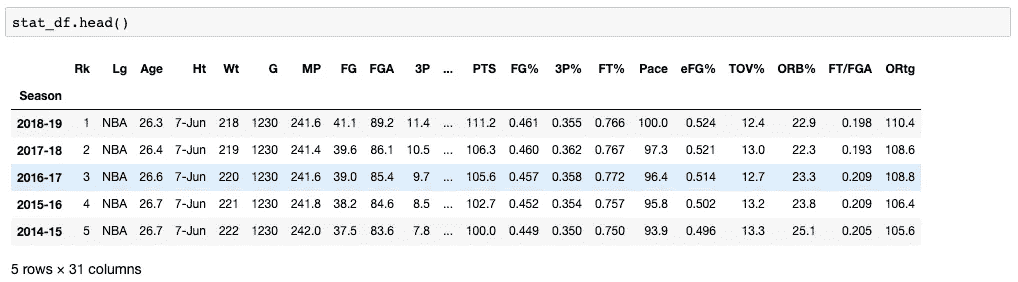 stat_df.head()
Rk Lg Age Ht Wt G MP FG FGA 3P ... PTS FG% 3P% FT% Pace eFG% TOV% ORB% FT/FGA ORtg
Season
2018-19 1 NBA 26.3 7-Jun 218 1230 241.6 41.1 89.2 11.4 ... 111.2 0.461 0.355 0.766 100.0 0.524 12.4 22.9 0.198 110.4
2017-18 2 NBA 26.4 7-Jun 219 1230 241.4 39.6 86.1 10.5 ... 106.3 0.460 0.362 0.767 97.3 0.521 13.0 22.3 0.193 108.6
2016-17 3 NBA 26.6 7-Jun 220 1230 241.6 39.0 85.4 9.7 ... 105.6 0.457 0.358 0.772 96.4 0.514 12.7 23.3 0.209 108.8
2015-16 4 NBA 26.7 7-Jun 221 1230 241.8 38.2 84.6 8.5 ... 102.7 0.452 0.354 0.757 95.8 0.502 13.2 23.8 0.209 106.4
2014-15 5 NBA 26.7 7-Jun 222 1230 242.0 37.5 83.6 7.8 ... 100.0 0.449 0.350 0.750 93.9 0.496 13.3 25.1 0.205 105.6
5 rows × 31 columns